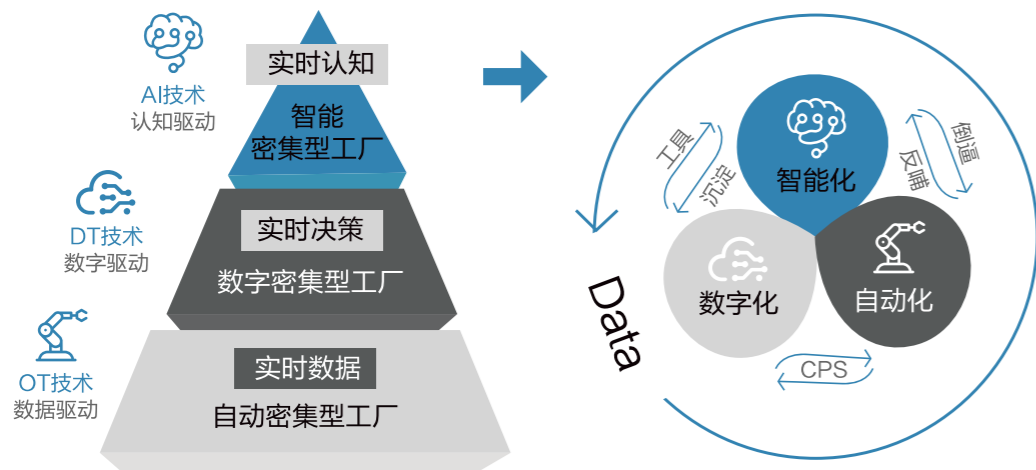 AI技术
认知驱动
DT技术
数字驱动
OT技术
数据驱动
实时认知
智能
密集型工厂
实时决策
数字密集型工厂
实时数据
自动密集型工厂
工具
沉淀
倒逼
反哺
智能化
数字化
自动化
CPS
Data